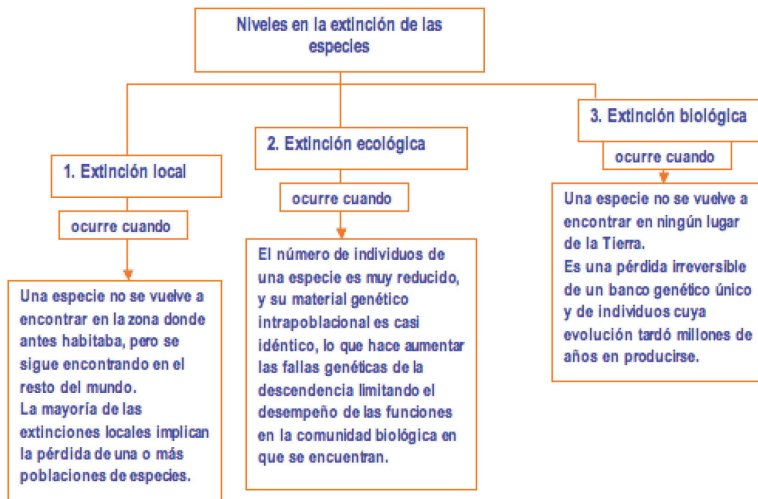 Niveles en la extinción de las
especies
1. Extinción local
ocurre cuando
Una especie no se vuelve a
encontrar en la zona donde
antes habitaba, pero se
sigue encontrando en el
resto del mundo.
La mayoría de las
extinciones locales implican
la pérdida de una o más
poblaciones de especies.
2. Extinción ecológica
ocurre cuando
El número de individuos de
una especie es muy reducido,
y su material genético
intrapoblacional es casi
idéntico, lo que hace aumentar
las fallas genéticas de la
descendencia limitando el
desempeño de las funciones
en la comunidad biológica en
que se encuentran.
3. Extinción biológica
ocurre cuando
Una especie no se vuelve a
encontrar en ningún lugar
de la Tierra.
Es una pérdida irreversible
de un banco genético único
y de individuos cuya
evolución tardó millones de
años en producirse.